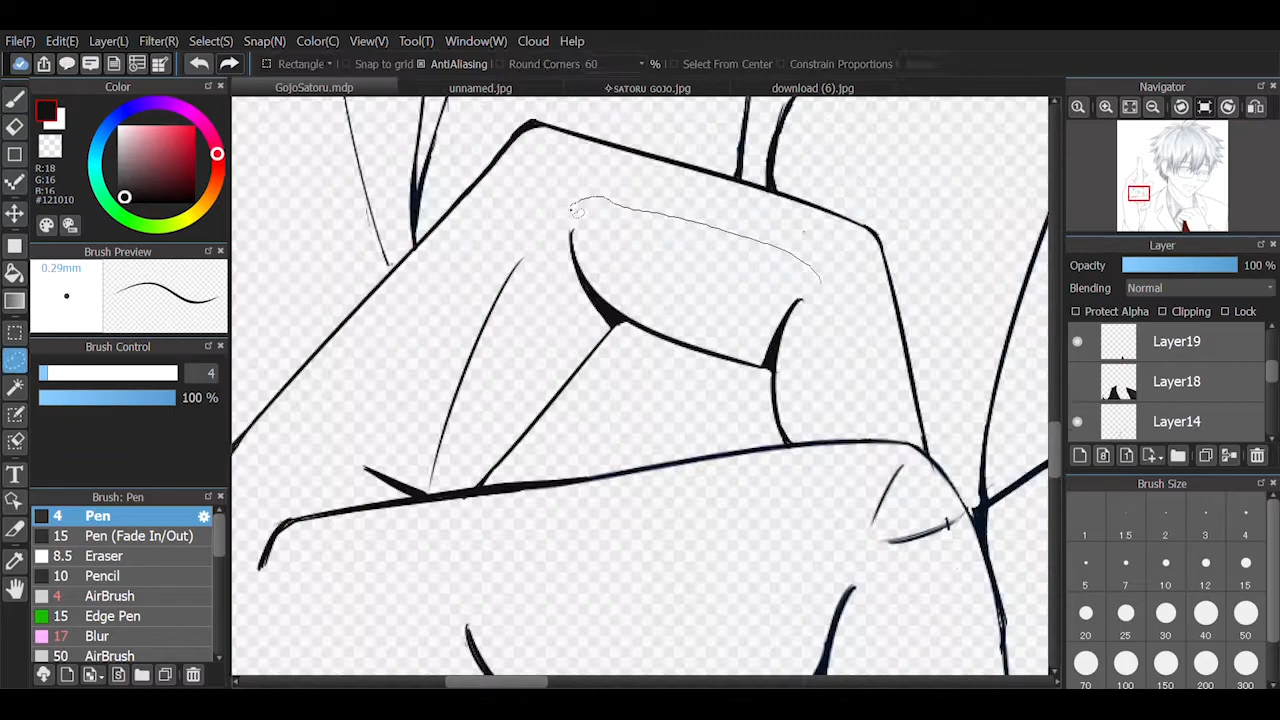 File(F) Edit(E) Layer(L) Filter(R) Select(S) Snap(N) Color(C) View(V) Tool(T) Window(W) Cloud Help
Rectangle Snap to grid AntiAliasing Round Corners 60 % Select From Center Constrain Proportions
Color
GojoSatoru.mdp unnamed.jpg ✧SATORU GOJO.jpg download (6).jpg
Navigator
R:18
G:16
B:16
#121010
Brush Preview
0.29mm
Brush Control
4
100 %
Brush: Pen
4 Pen
15 Pen (Fade In/Out)
8.5 Eraser
10 Pencil
4 AirBrush
15 Edge Pen
17 Blur
50 AirBrush
Layer
Opacity 100 %
Blending Normal
Protect Alpha Clipping Lock
Layer19
Layer18
Layer14
Brush Size
1 1.5 2 3 4
5 7 10 12 15
20 25 30 40 50
70 100 150 200 300